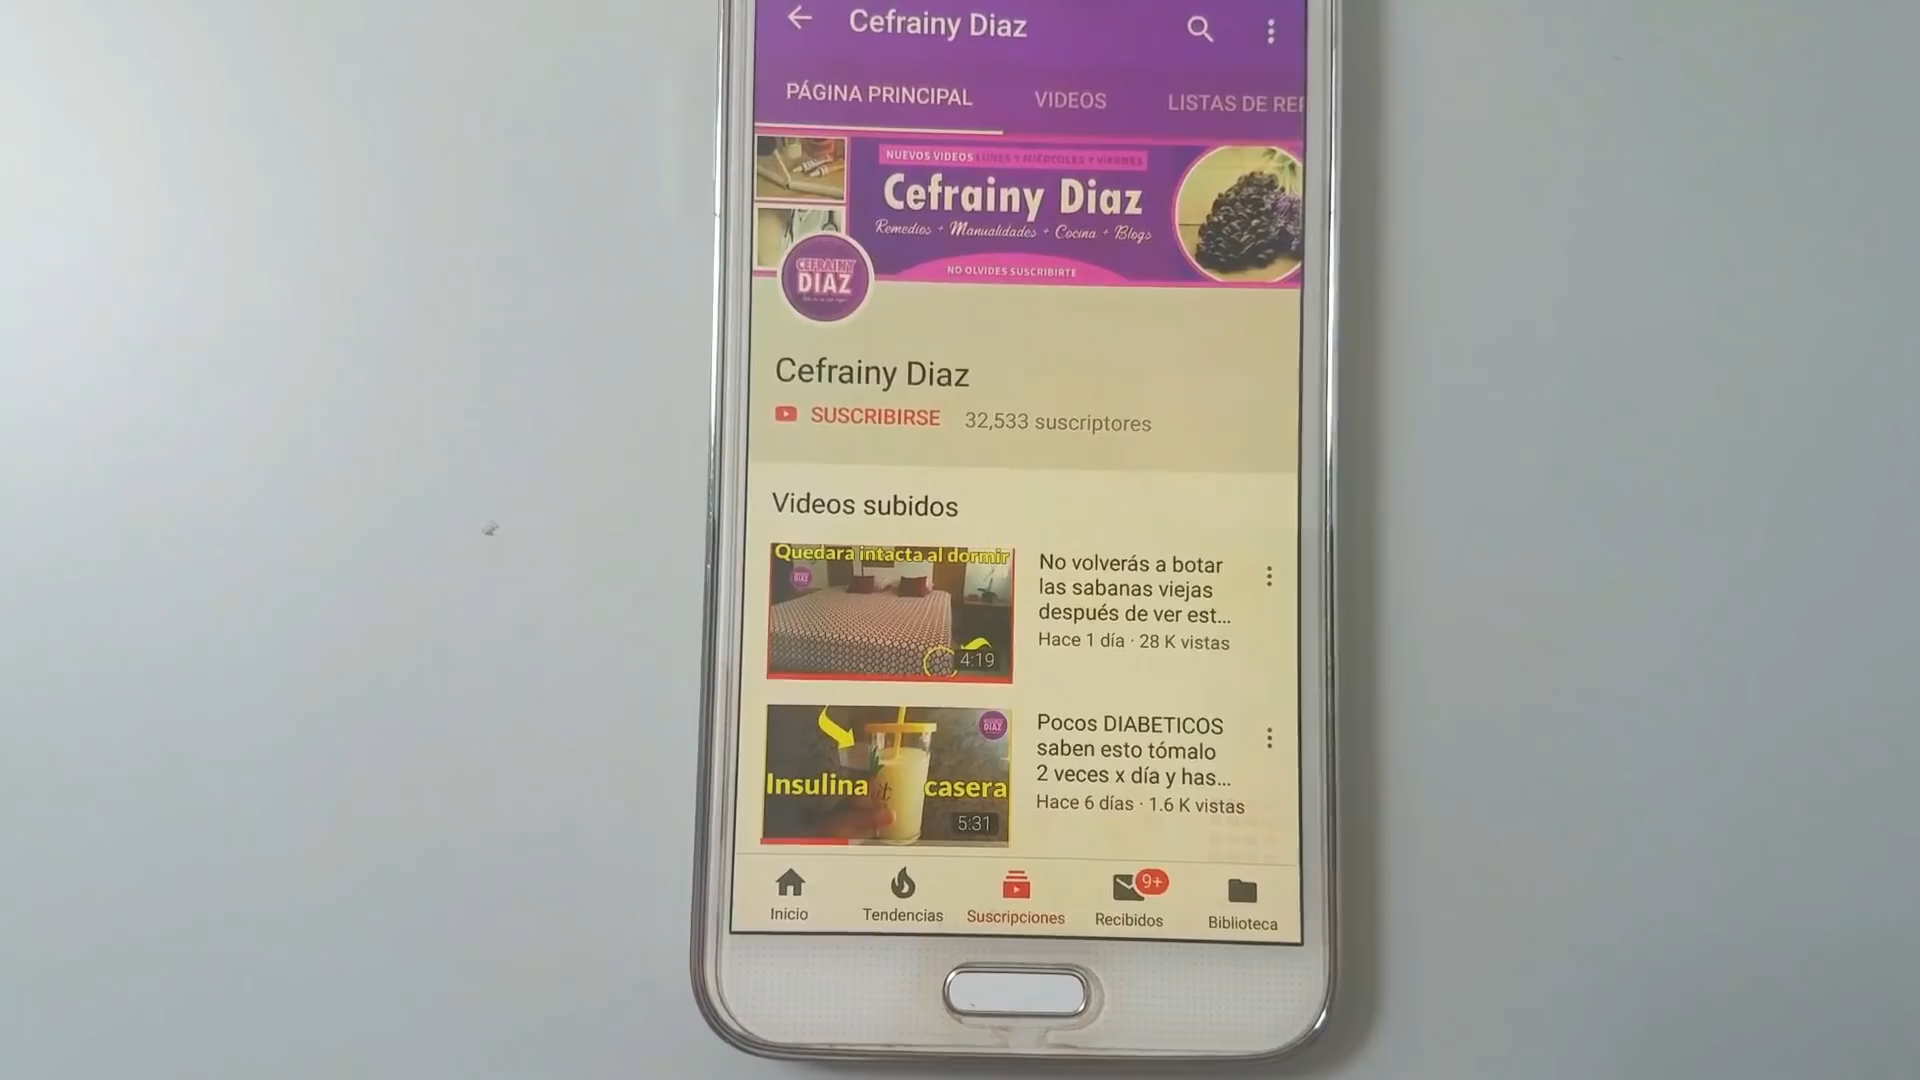 Cefrainy Diaz
PÁGINA PRINCIPAL
VIDEOS
LISTAS DE REP
NUEVOS VIDEOS LUNES Y MIÉRCOLES Y VIERNES
Cefrainy Diaz
Remedios + Manualidades + Cocina + Blogs
NO OLVIDES SUSCRIBIRTE
CEFRAINY
DIAZ
Cefrainy Diaz
SUSCRIBIRSE
32,533 suscriptores
Videos subidos
Quedara intacta al dormir
DIAZ
4:19
No volverás a botar
las sabanas viejas
después de ver est...
Hace 1 día · 28 K vistas
DIAZ
Insulina casera
5:31
Pocos DIABETICOS
saben esto tómalo
2 veces x día y has...
Hace 6 días · 1.6 K vistas
Inicio
Tendencias
Suscripciones
9+
Recibidos
Biblioteca